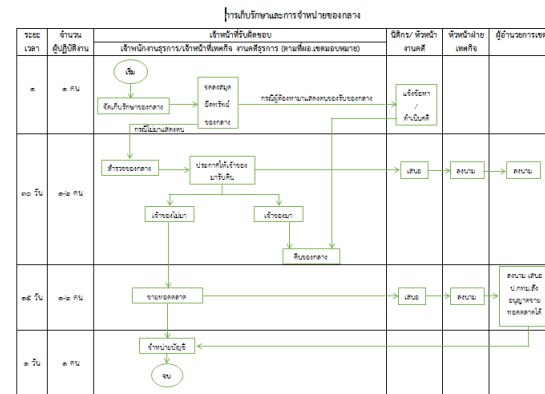 การเก็บรักษาและการจำหน่ายของกลาง
ระยะ
เวลา
จำนวน
ผู้ปฏิบัติงาน
เจ้าหน้าที่รับผิดชอบ
เจ้าพนักงานธุรการ/เจ้าหน้าที่เทศกิจ งานคดีธุรการ (ตามที่ผอ.เขตมอบหมาย)
นิติกร/ หัวหน้า
งานคดี
หัวหน้าฝ่าย
เทศกิจ
ผู้อำนวยการเขต
๑
๑ คน
เริ่ม
จัดเก็บรักษาของกลาง
จดลงสมุด
ยึดทรัพย์
ของกลาง
กรณีผู้ต้องหามาแสดงตนขอรับของกลาง
แจ้งข้อหา
/
ดำเนินคดี
กรณีไม่มาแสดงตน
๓๐ วัน
๑-๒ คน
สำรวจของกลาง
ประกาศให้เจ้าของ
มารับคืน
เสนอ
ลงนาม
ลงนาม
เจ้าของไม่มา
เจ้าของมา
คืนของกลาง
๑๕ วัน
๑-๒ คน
ขายทอดตลาด
เสนอ
ลงนาม
ลงนาม เสนอ
ป.กทม.สั่ง
อนุญาตขาย
ทอดตลาดได้
๑ วัน
๑ คน
จำหน่ายบัญชี
จบ